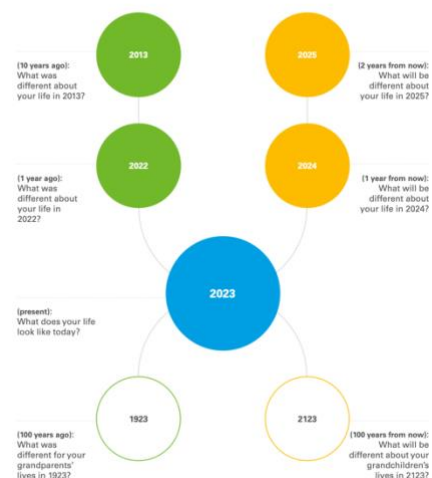 2013
(10 years ago):
What was
different about
your life in 2013?
2025
(2 years from now):
What will be
different about
your life in 2025?
2022
(1 year ago):
What was
different about
your life in
2022?
2024
(1 year from now):
What will be
different about
your life in 2024?
2023
(present):
What does your life
look like today?
1923
(100 years ago):
What was
different for your
grandparents'
lives in 1923?
2123
(100 years from now):
What will be
different about your
grandchildren's
lives in 2123?